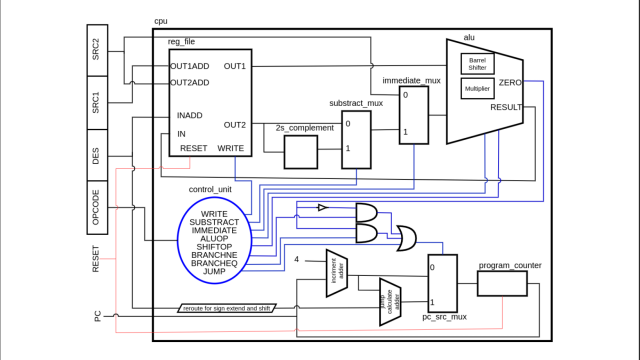 cpu
SRC2
SRC1
DES
OPCODE
RESET
PC
reg_file
OUT1ADD
OUT2ADD
INADD
IN
RESET
WRITE
OUT1
OUT2
2s_complement
substract_mux
0
1
immediate_mux
0
1
alu
Barrel
Shifter
Multiplier
ZERO
RESULT
control_unit
WRITE
SUBSTRACT
IMMEDIATE
ALUOP
SHIFTOP
BRANCHNE
BRANCHEQ
JUMP
4
incriment
adder
jump
calculate
adder
reroute for sign extend and shift
0
1
pc_src_mux
program_counter